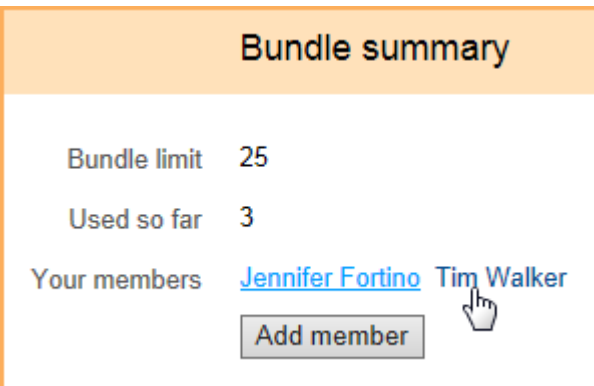 Bundle summary
Bundle limit 25
Used so far 3
Your members Jennifer Fortino Tim Walker
Add member